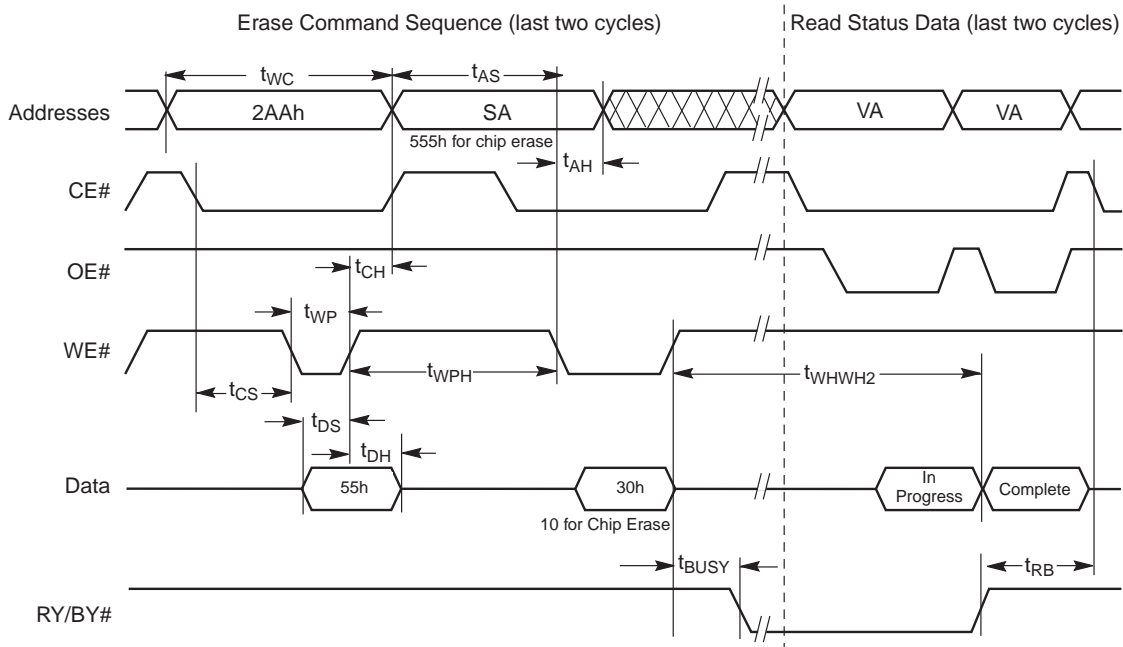 Erase Command Sequence (last two cycles)
Read Status Data (last two cycles)
tWC
tAS
Addresses
2AAh
SA
VA
VA
555h for chip erase
tAH
CE#
OE#
tCH
tWP
WE#
tWPH
tWHWH2
tCS
tDS
tDH
Data
55h
30h
In
Progress
Complete
10 for Chip Erase
tBUSY
tRB
RY/BY#